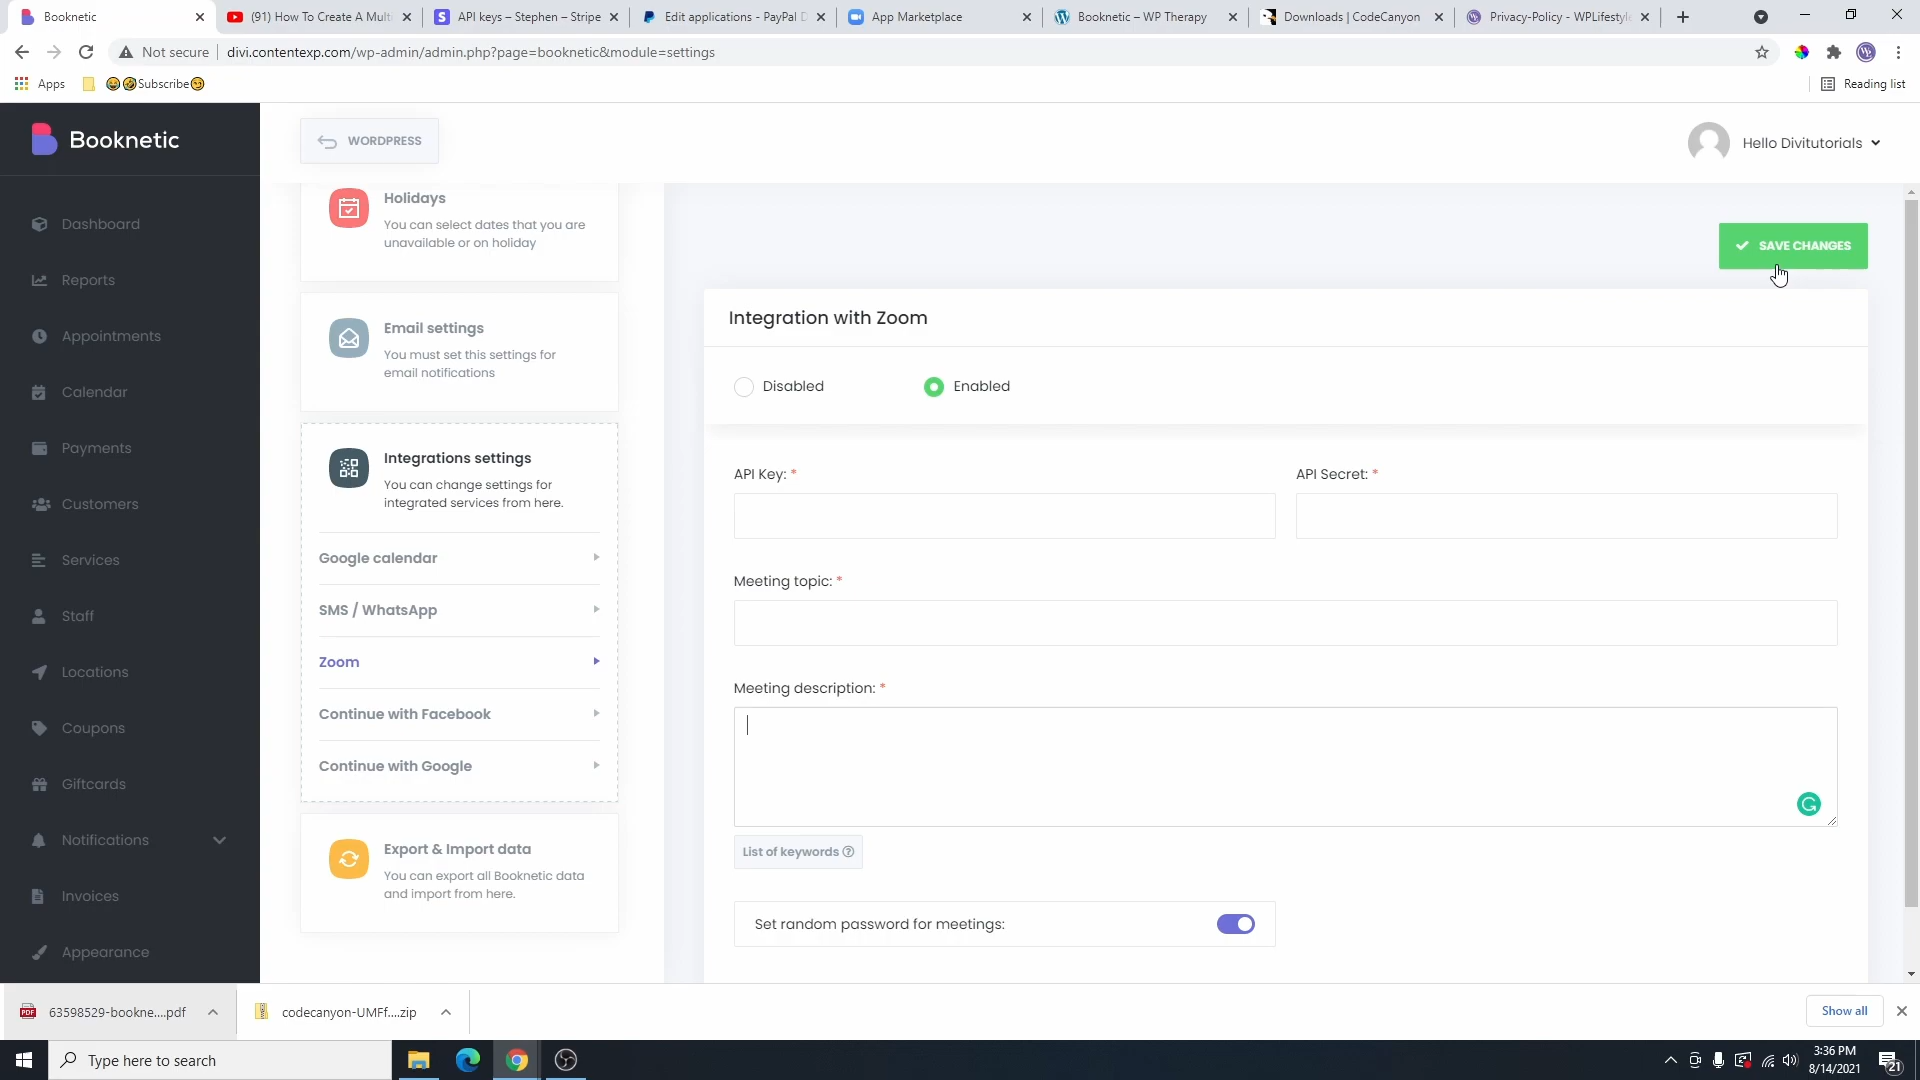 Booknetic
(91) How To Create A Mult
API keys – Stephen – Stripe
Edit applications - PayPal D
App Marketplace
Booknetic – WP Therapy
Downloads | CodeCanyon
Privacy-Policy - WPLifestyle
Not secure
divi.contentexp.com/wp-admin/admin.php?page=booknetic&module=settings
Apps
Subscribe
Reading list
Booknetic
WORDPRESS
Hello Divitutorials
Dashboard
Reports
Appointments
Calendar
Payments
Customers
Services
Staff
Locations
Coupons
Giftcards
Notifications
Invoices
Appearance
Holidays
You can select dates that you are
unavailable or on holiday
Email settings
You must set this settings for
email notifications
Integrations settings
You can change settings for
integrated services from here.
Google calendar
SMS / WhatsApp
Zoom
Continue with Facebook
Continue with Google
Export & Import data
You can export all Booknetic data
and import from here.
SAVE CHANGES
Integration with Zoom
Disabled
Enabled
API Key: *
API Secret: *
Meeting topic: *
Meeting description: *
List of keywords
Set random password for meetings:
63598529-bookne....pdf
codecanyon-UMFf....zip
Show all
Type here to search
3:36 PM
8/14/2021
21